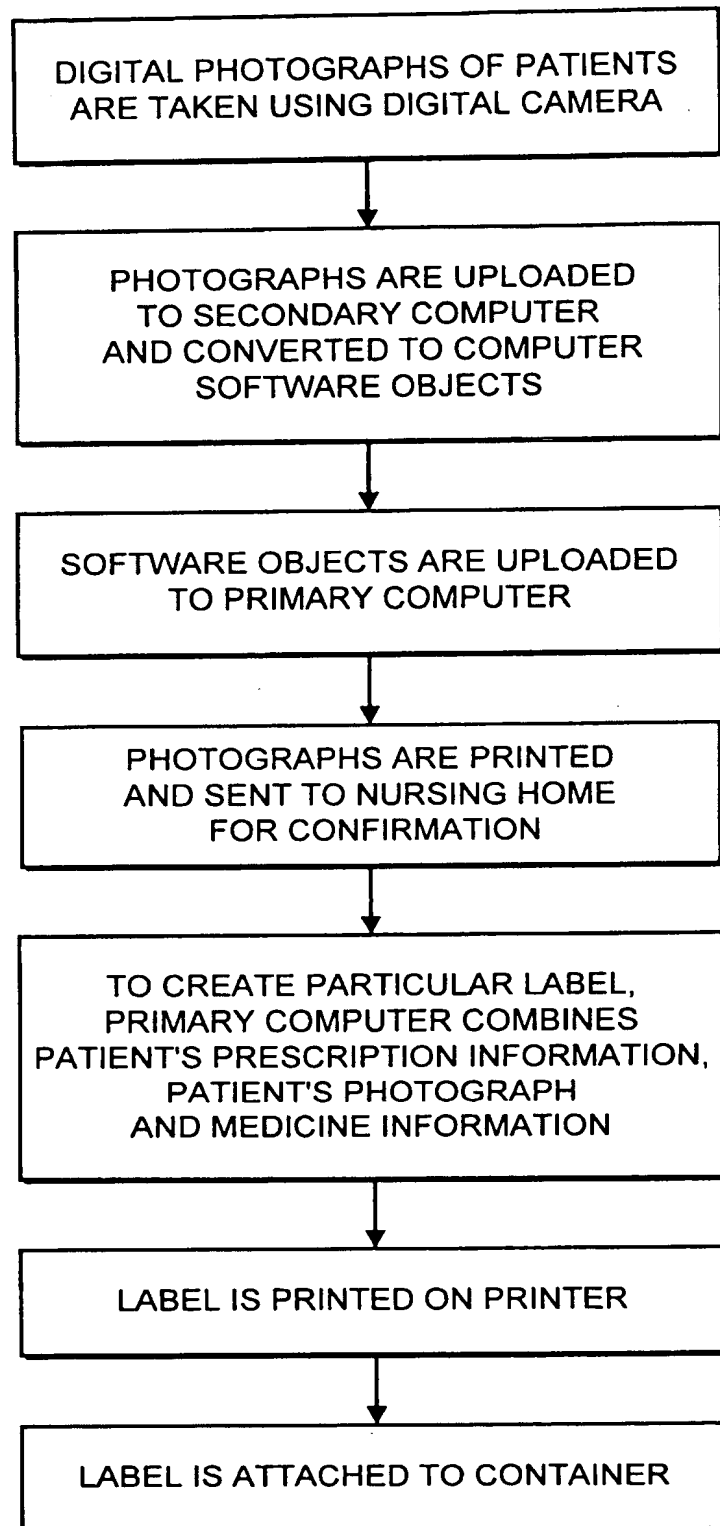 DIGITAL PHOTOGRAPHS OF PATIENTS
ARE TAKEN USING DIGITAL CAMERA
PHOTOGRAPHS ARE UPLOADED
TO SECONDARY COMPUTER
AND CONVERTED TO COMPUTER
SOFTWARE OBJECTS
SOFTWARE OBJECTS ARE UPLOADED
TO PRIMARY COMPUTER
PHOTOGRAPHS ARE PRINTED
AND SENT TO NURSING HOME
FOR CONFIRMATION
TO CREATE PARTICULAR LABEL,
PRIMARY COMPUTER COMBINES
PATIENT'S PRESCRIPTION INFORMATION,
PATIENT'S PHOTOGRAPH
AND MEDICINE INFORMATION
LABEL IS PRINTED ON PRINTER
LABEL IS ATTACHED TO CONTAINER